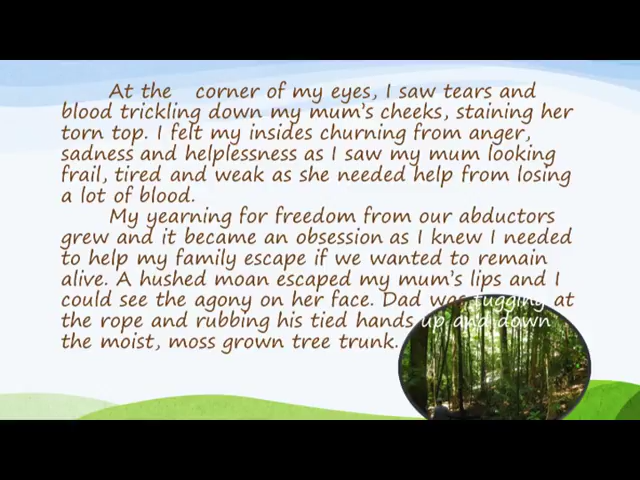 At the corner of my eyes, I saw tears and
blood trickling down my mum's cheeks, staining her
torn top. I felt my insides churning from anger,
sadness and helplessness as I saw my mum looking
frail, tired and weak as she needed help from losing
a lot of blood.
My yearning for freedom from our abductors
grew and it became an obsession as I knew I needed
to help my family escape if we wanted to remain
alive. A hushed moan escaped my mum's lips and I
could see the agony on her face. Dad was tugging at
the rope and rubbing his tied hands up and down
the moist, moss grown tree trunk.